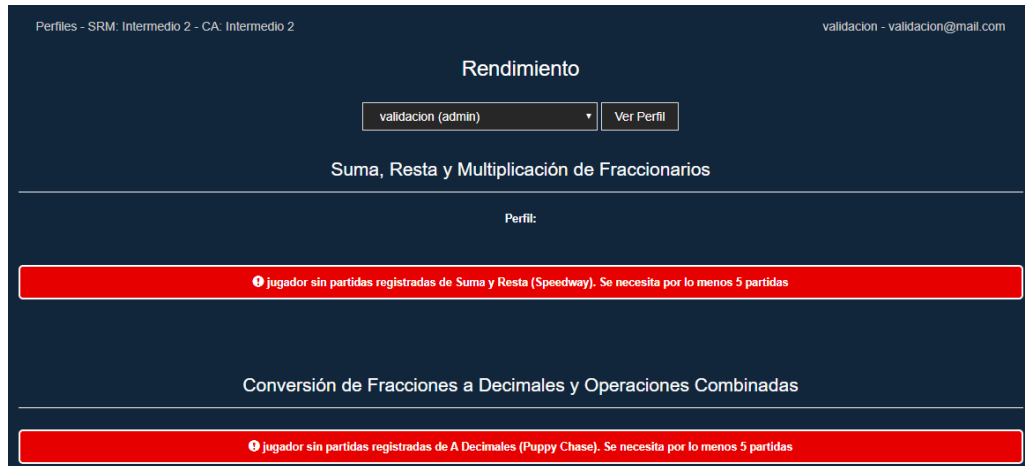 Perfiles - SRM: Intermedio 2 - CA: Intermedio 2
validacion - validacion@mail.com
Rendimiento
validacion (admin)
Ver Perfil
Suma, Resta y Multiplicación de Fraccionarios
Perfil:
jugador sin partidas registradas de Suma y Resta (Speedway). Se necesita por lo menos 5 partidas
Conversión de Fracciones a Decimales y Operaciones Combinadas
jugador sin partidas registradas de A Decimales (Puppy Chase). Se necesita por lo menos 5 partidas